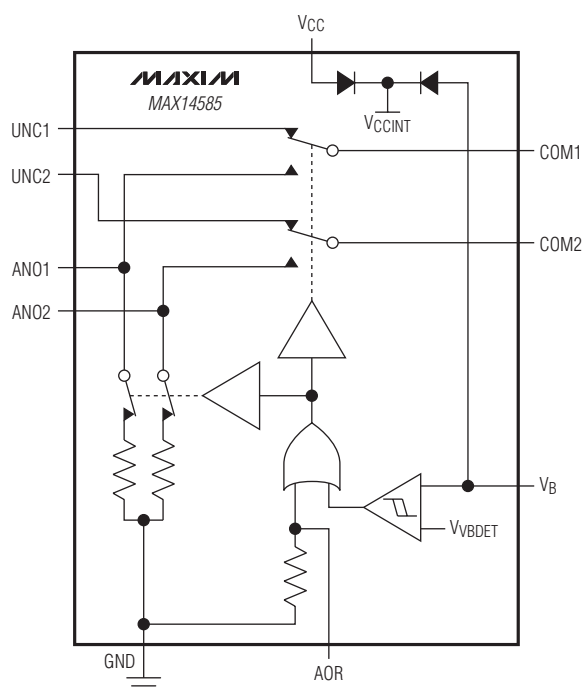 VCC
MAXIM
MAX14585
VCCINT
UNC1
COM1
UNC2
COM2
ANO1
ANO2
VB
VVBDET
GND
AOR